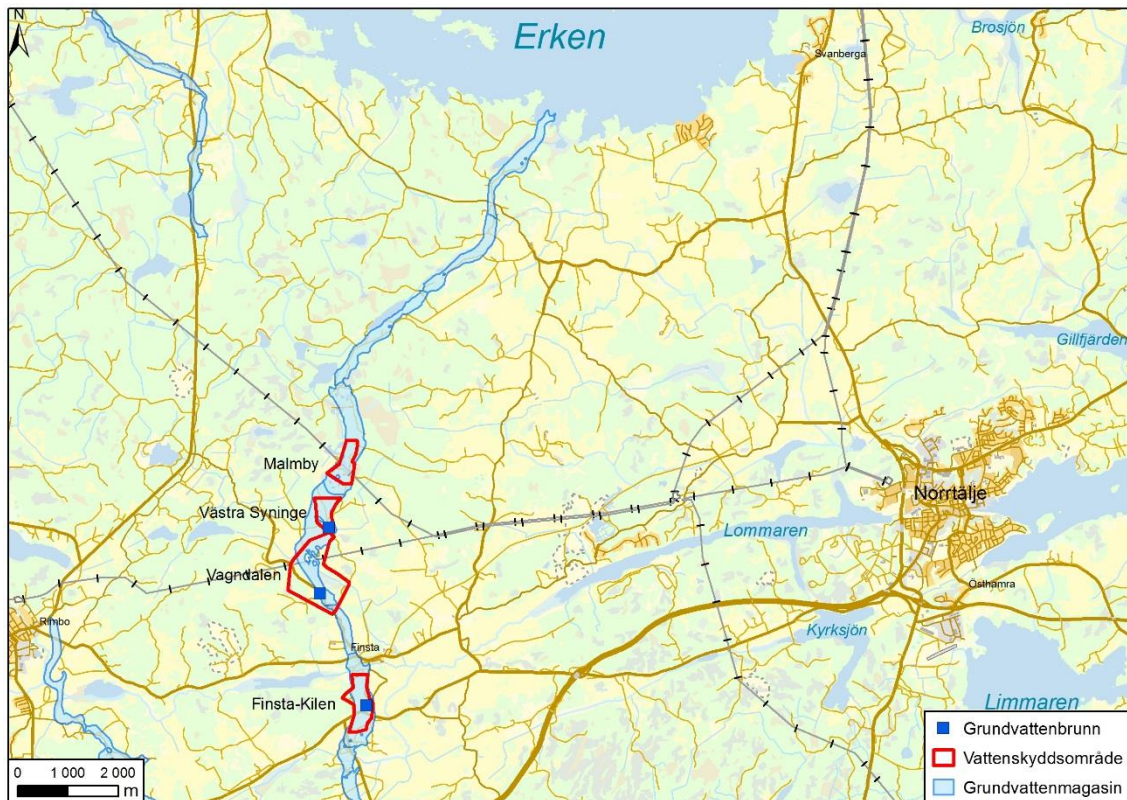 N
Erken
Brosjön
Svanberga
Gillfjärden
Malmby
Västra Syninge
Norrtälje
Lommaren
Vagndalen
Östhamra
Rimbo
Kyrksjön
Finsta
Finsta-Kilen
Limmaren
Grundvattenbrunn
Vattenskyddsområde
Grundvattenmagasin
0 1 000 2 000
m